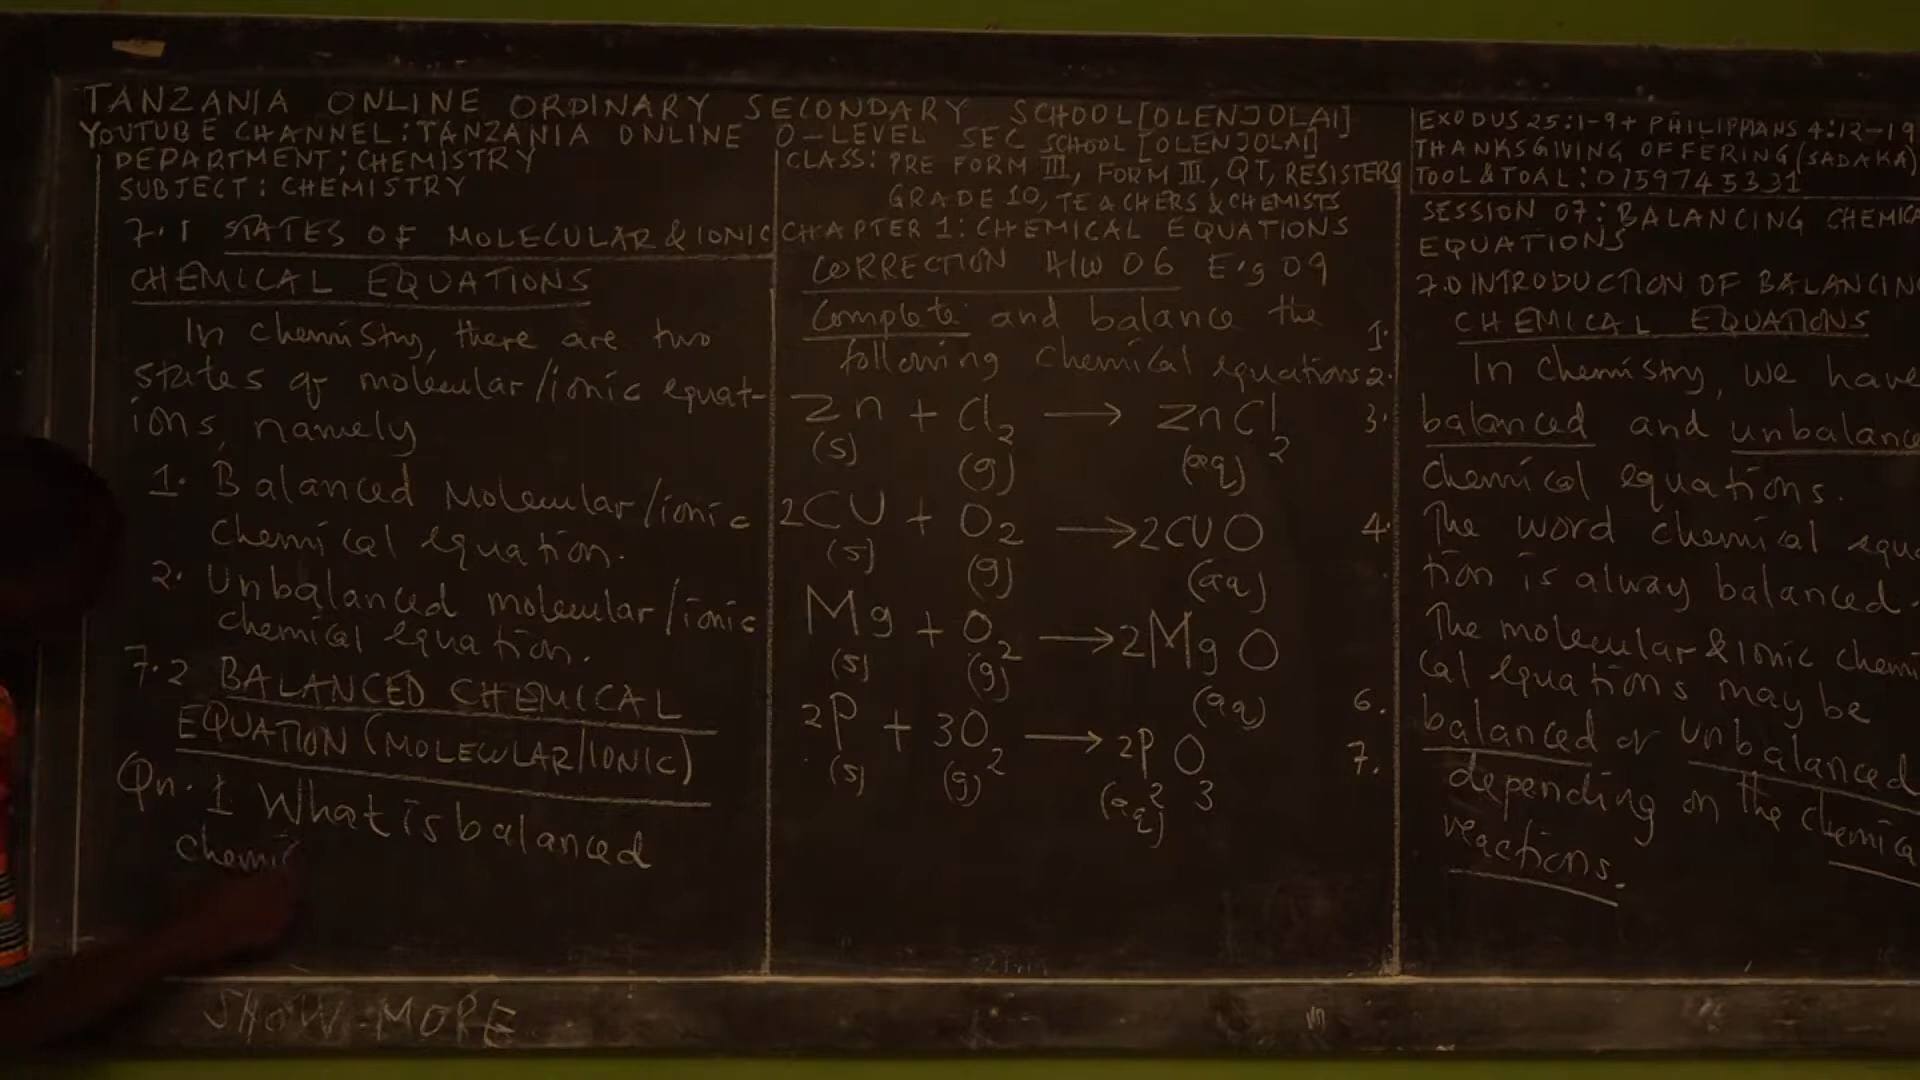 TANZANIA ONLINE ORDINARY SECONDARY SCHOOL [OLENJOLAI]
YOUTUBE CHANNEL: TANZANIA ONLINE O-LEVEL SEC SCHOOL [OLENJOLAI]
DEPARTMENT; CHEMISTRY
SUBJECT: CHEMISTRY
7.1 STATES OF MOLECULAR & IONIC
CHEMICAL EQUATIONS
In chemistry, there are two
states of molecular/ionic equat-
ions, namely
1. Balanced Molecular/ionic
chemical equation.
2. Unbalanced molecular/ionic
chemical equation.
7.2 BALANCED CHEMICAL
EQUATION (MOLECULAR/IONIC)
Qn. 1 What is balanced
chemi
CLASS: PRE FORM III, FORM III, QT, RESISTERS
GRADE 10, TEACHERS & CHEMISTS
CHAPTER 1: CHEMICAL EQUATIONS
CORRECTION H/W 06 E'g 09
Complete and balance the
following chemical equations
Zn + Cl2 → ZnCl2
(s) (g) (aq)
2CU + O2 → 2CUO
(s) (g) (aq)
Mg + O2 → 2MgO
(s) (g) (aq)
2P + 3O2 → 2P2O3
(s) (g) (aq)
EXODUS 25:1-9 + PHILIPPIANS 4:12-19
THANKSGIVING OFFERING (SADAKA)
TOOL & TOAL: 0759745331
SESSION 07: BALANCING CHEMICA
EQUATIONS
7.0 INTRODUCTION OF BALANCING
CHEMICAL EQUATIONS
1.
2. In chemistry, we have
3. balanced and unbalance
chemical equations.
4. The word chemical equa
tion is alway balanced.
The molecular & ionic chemi
cal equations may be
6. balanced or unbalanced
7. depending on the chemica
reactions.
SHOW MORE